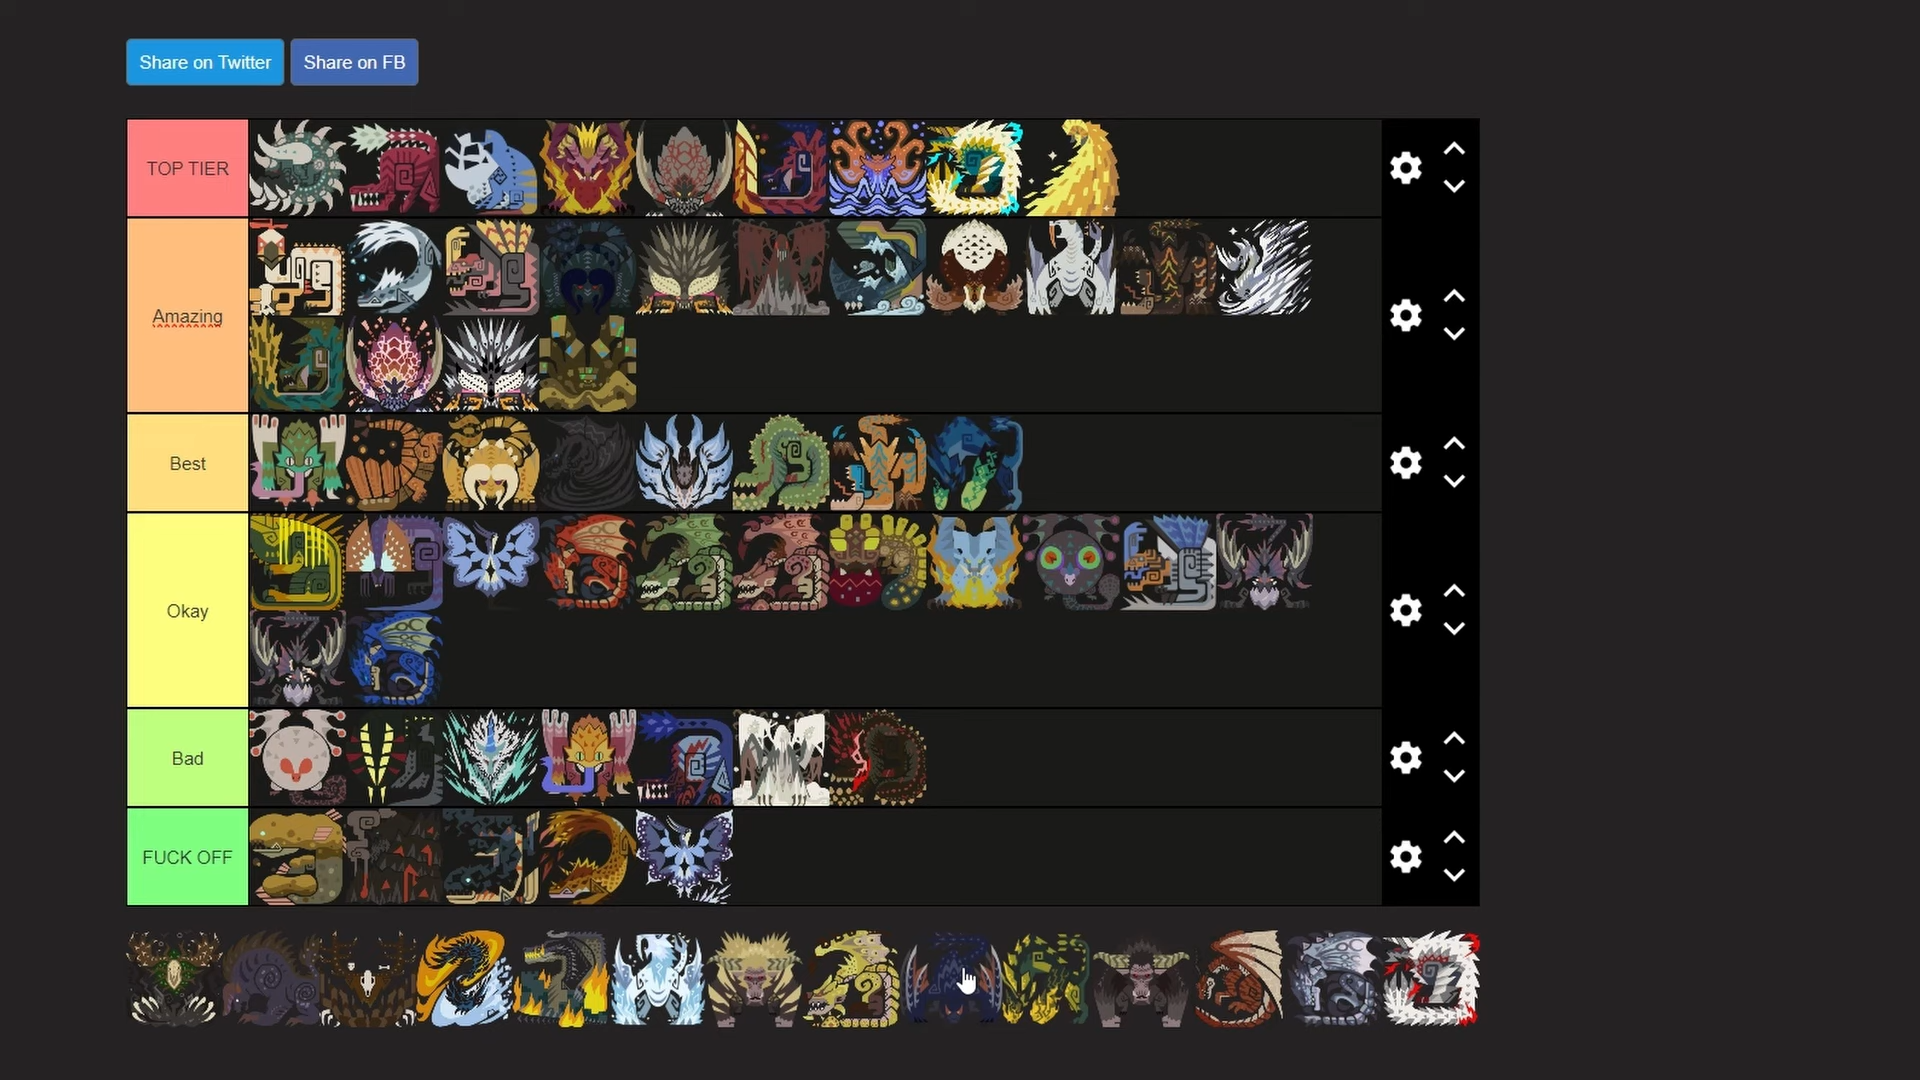 Share on Twitter Share on FB
TOP TIER
Amazing
Best
Okay
Bad
FUCK OFF